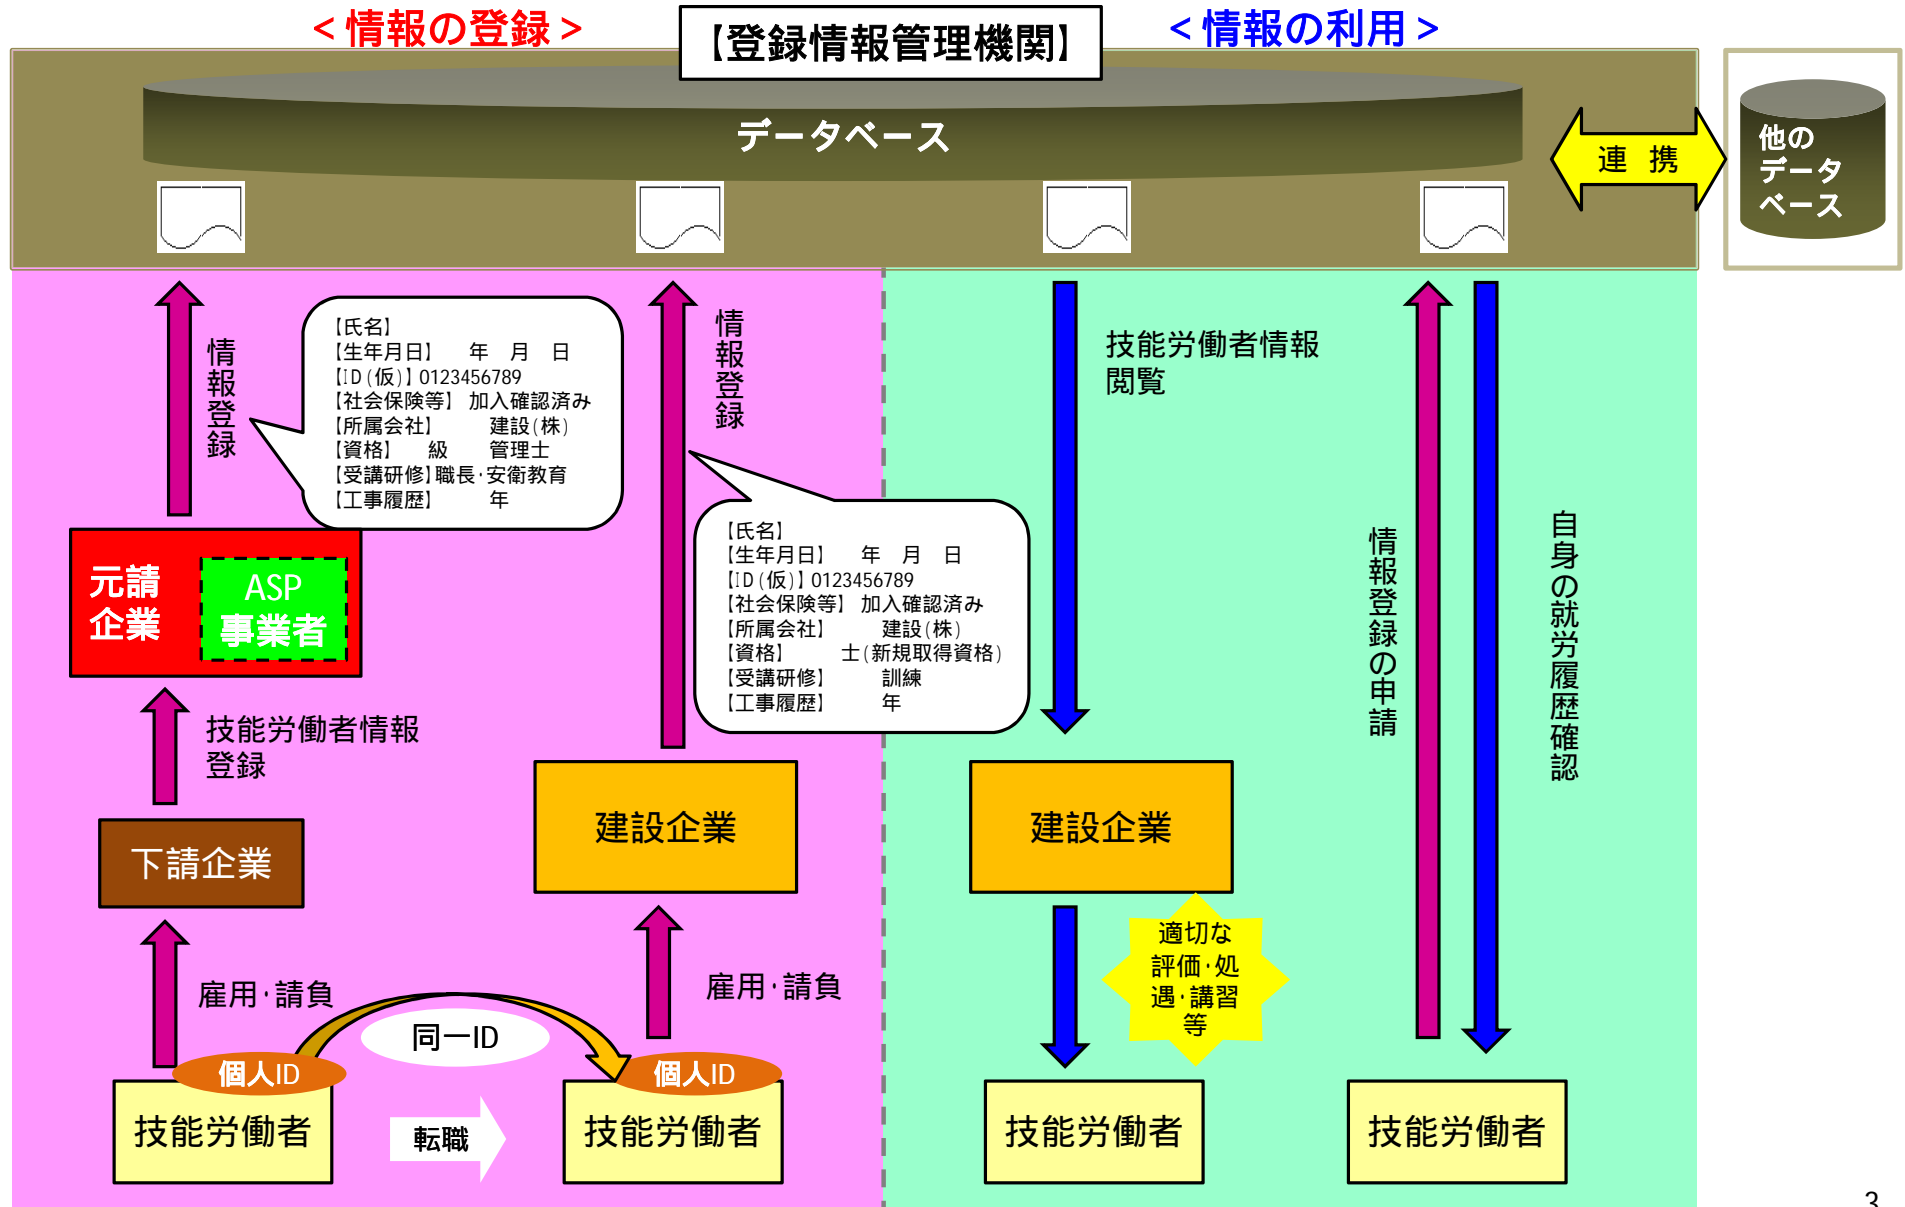 ＜情報の登録＞
【登録情報管理機関】
＜情報の利用＞
データベース
連 携
他の
データ
ベース
情報登録
【氏名】
【生年月日】 年 月 日
【ID(仮)】0123456789
【社会保険等】 加入確認済み
【所属会社】 建設(株)
【資格】 級 管理士
【受講研修】職長・安衛教育
【工事履歴】 年
情報登録
【氏名】
【生年月日】 年 月 日
【ID(仮)】0123456789
【社会保険等】 加入確認済み
【所属会社】 建設(株)
【資格】 士(新規取得資格)
【受講研修】 訓練
【工事履歴】 年
技能労働者情報
閲覧
情報登録の申請
自身の就労履歴確認
元請
企業
ASP
事業者
技能労働者情報
登録
下請企業
建設企業
建設企業
雇用・請負
雇用・請負
適切な
評価・処
遇・講習
等
同一ID
個人ID
個人ID
技能労働者
転職
技能労働者
技能労働者
技能労働者
3